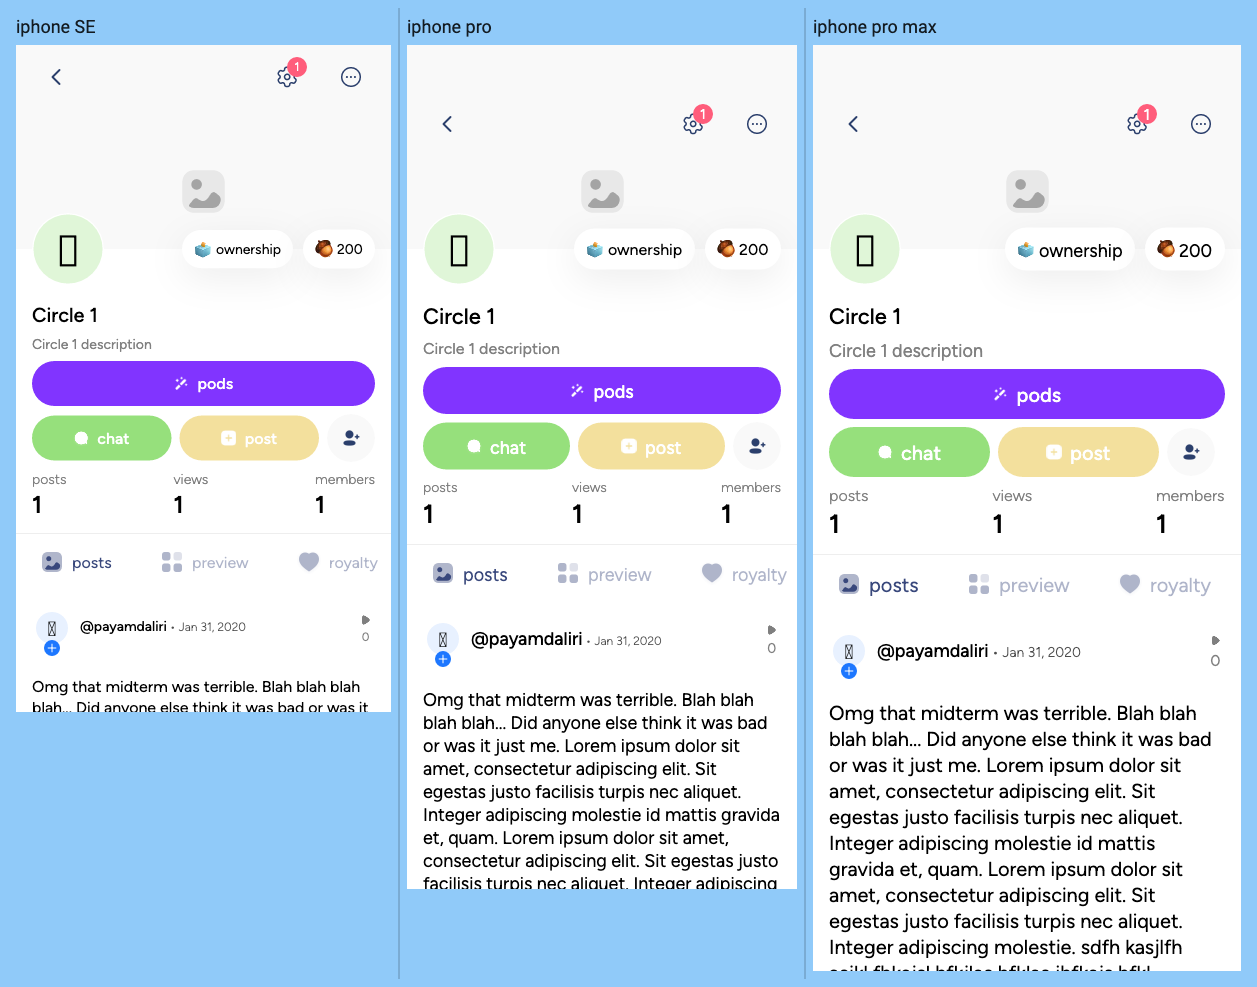 iphone SE
1
ownership
200
Circle 1
Circle 1 description
pods
chat
post
posts
views
members
1
1
1
posts
preview
royalty
@payamdaliri • Jan 31, 2020
0
Omg that midterm was terrible. Blah blah blah
blah... Did anyone else think it was bad or was it
iphone pro
1
ownership
200
Circle 1
Circle 1 description
pods
chat
post
posts
views
members
1
1
1
posts
preview
royalty
@payamdaliri • Jan 31, 2020
0
Omg that midterm was terrible. Blah blah
blah blah... Did anyone else think it was bad
or was it just me. Lorem ipsum dolor sit
amet, consectetur adipiscing elit. Sit
egestas justo facilisis turpis nec aliquet.
Integer adipiscing molestie id mattis gravida
et, quam. Lorem ipsum dolor sit amet,
consectetur adipiscing elit. Sit egestas justo
facilisis turpis nec aliquet. Integer adipiscing
iphone pro max
1
ownership
200
Circle 1
Circle 1 description
pods
chat
post
posts
views
members
1
1
1
posts
preview
royalty
@payamdaliri • Jan 31, 2020
0
Omg that midterm was terrible. Blah blah
blah blah... Did anyone else think it was bad
or was it just me. Lorem ipsum dolor sit
amet, consectetur adipiscing elit. Sit
egestas justo facilisis turpis nec aliquet.
Integer adipiscing molestie id mattis
gravida et, quam. Lorem ipsum dolor sit
amet, consectetur adipiscing elit. Sit
egestas justo facilisis turpis nec aliquet.
Integer adipiscing molestie. sdfh kasjlfh